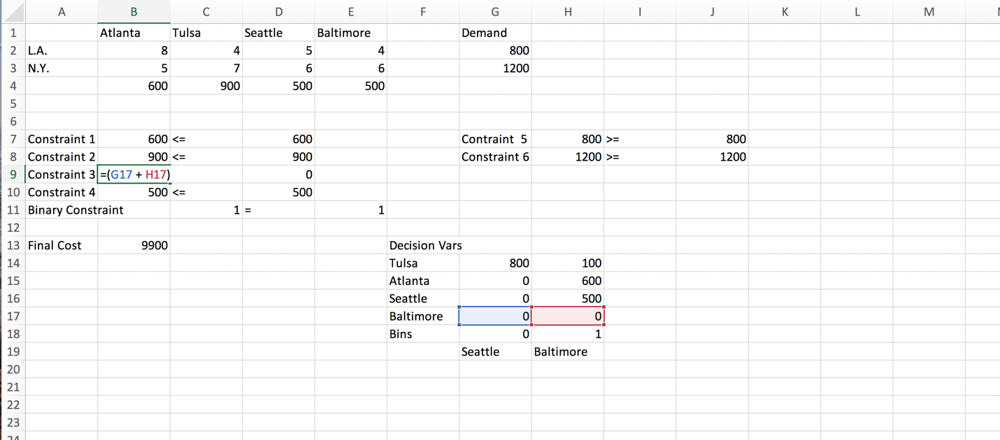 A B C D E F G H I J K L M
1 Atlanta Tulsa Seattle Baltimore Demand
2 L.A. 8 4 5 4 800
3 N.Y. 5 7 6 6 1200
4 600 900 500 500
5
6
7 Constraint 1 600 <= 600 Contraint 5 800 >= 800
8 Constraint 2 900 <= 900 Constraint 6 1200 >= 1200
9 Constraint 3 =(G17 + H17) 0
10 Constraint 4 500 <= 500
11 Binary Constraint 1 = 1
12
13 Final Cost 9900 Decision Vars
14 Tulsa 800 100
15 Atlanta 0 600
16 Seattle 0 500
17 Baltimore 0 0
18 Bins 0 1
19 Seattle Baltimore
20
21
22
23